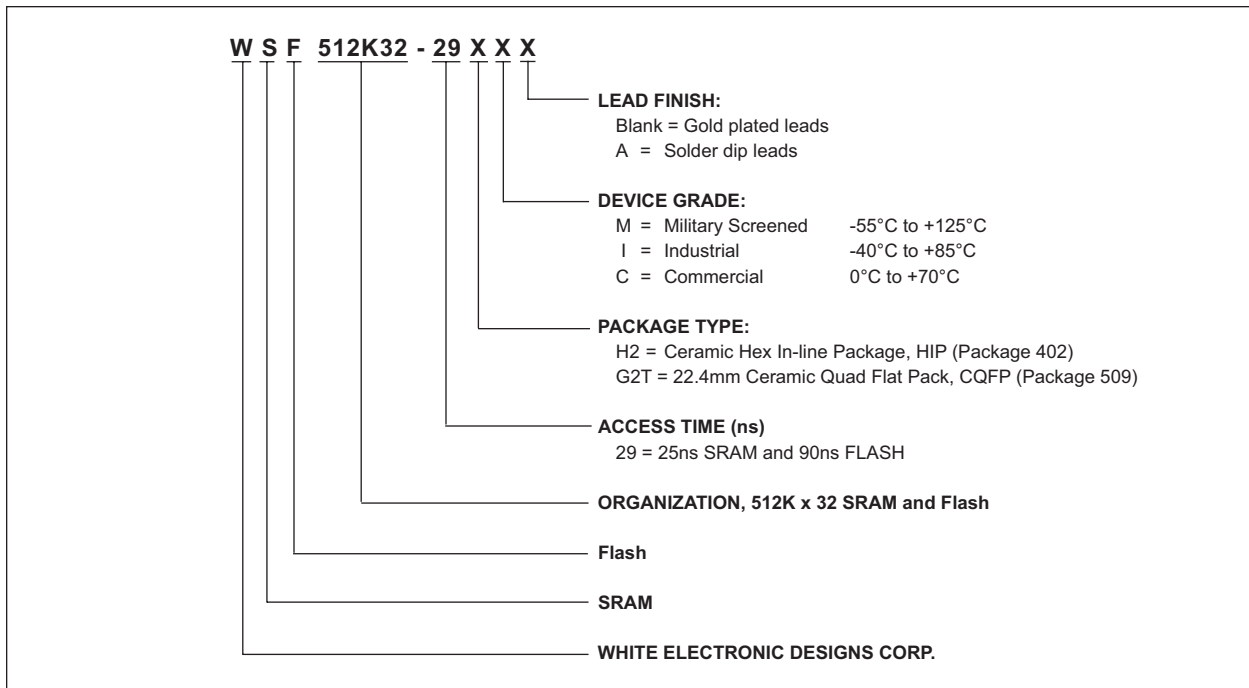 W S F 512K32 - 29 X X X
LEAD FINISH:
Blank = Gold plated leads
A = Solder dip leads
DEVICE GRADE:
M = Military Screened -55°C to +125°C
I = Industrial -40°C to +85°C
C = Commercial 0°C to +70°C
PACKAGE TYPE:
H2 = Ceramic Hex In-line Package, HIP (Package 402)
G2T = 22.4mm Ceramic Quad Flat Pack, CQFP (Package 509)
ACCESS TIME (ns)
29 = 25ns SRAM and 90ns FLASH
ORGANIZATION, 512K x 32 SRAM and Flash
Flash
SRAM
WHITE ELECTRONIC DESIGNS CORP.